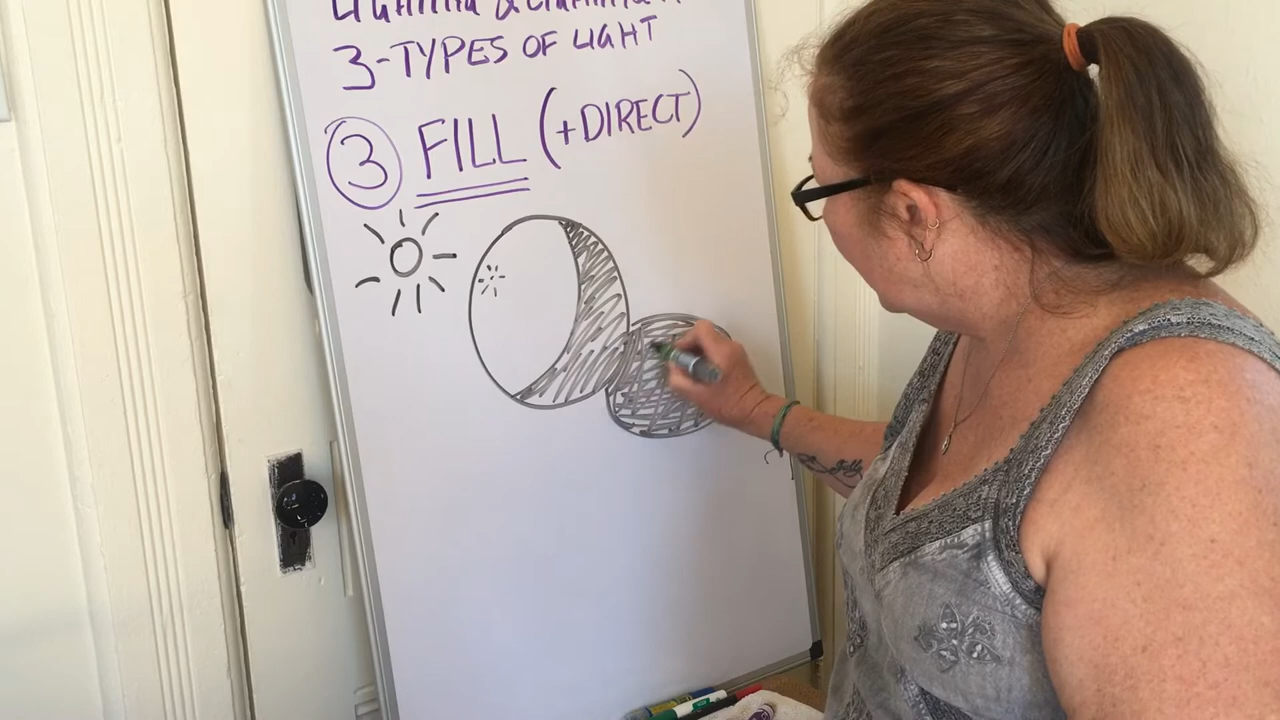 3-TYPES OF LIGHT
③ FILL (+DIRECT)